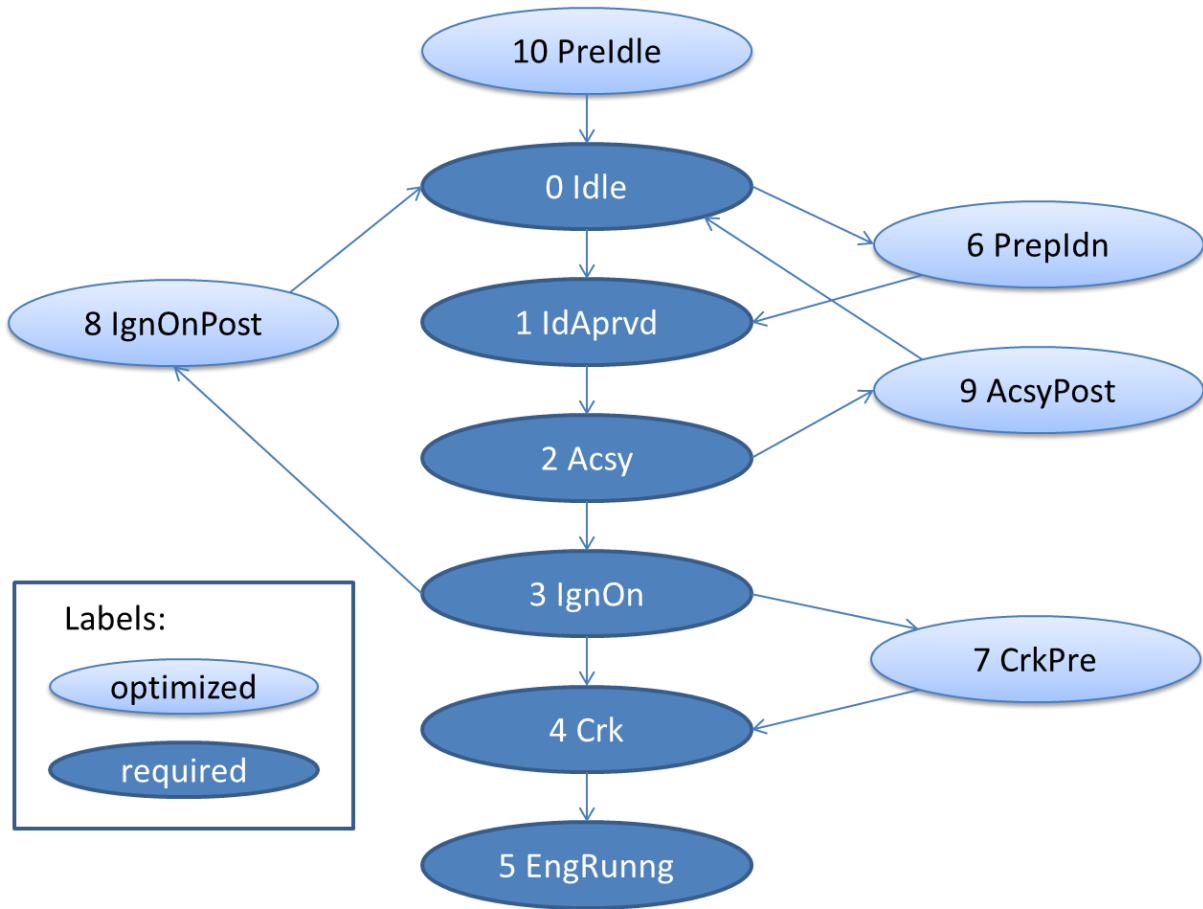 10 PreIdle
0 Idle
6 PrepIdn
8 IgnOnPost
1 IdAprvd
9 AcsyPost
2 Acsy
3 IgnOn
7 CrkPre
4 Crk
5 EngRunng
Labels:
optimized
required